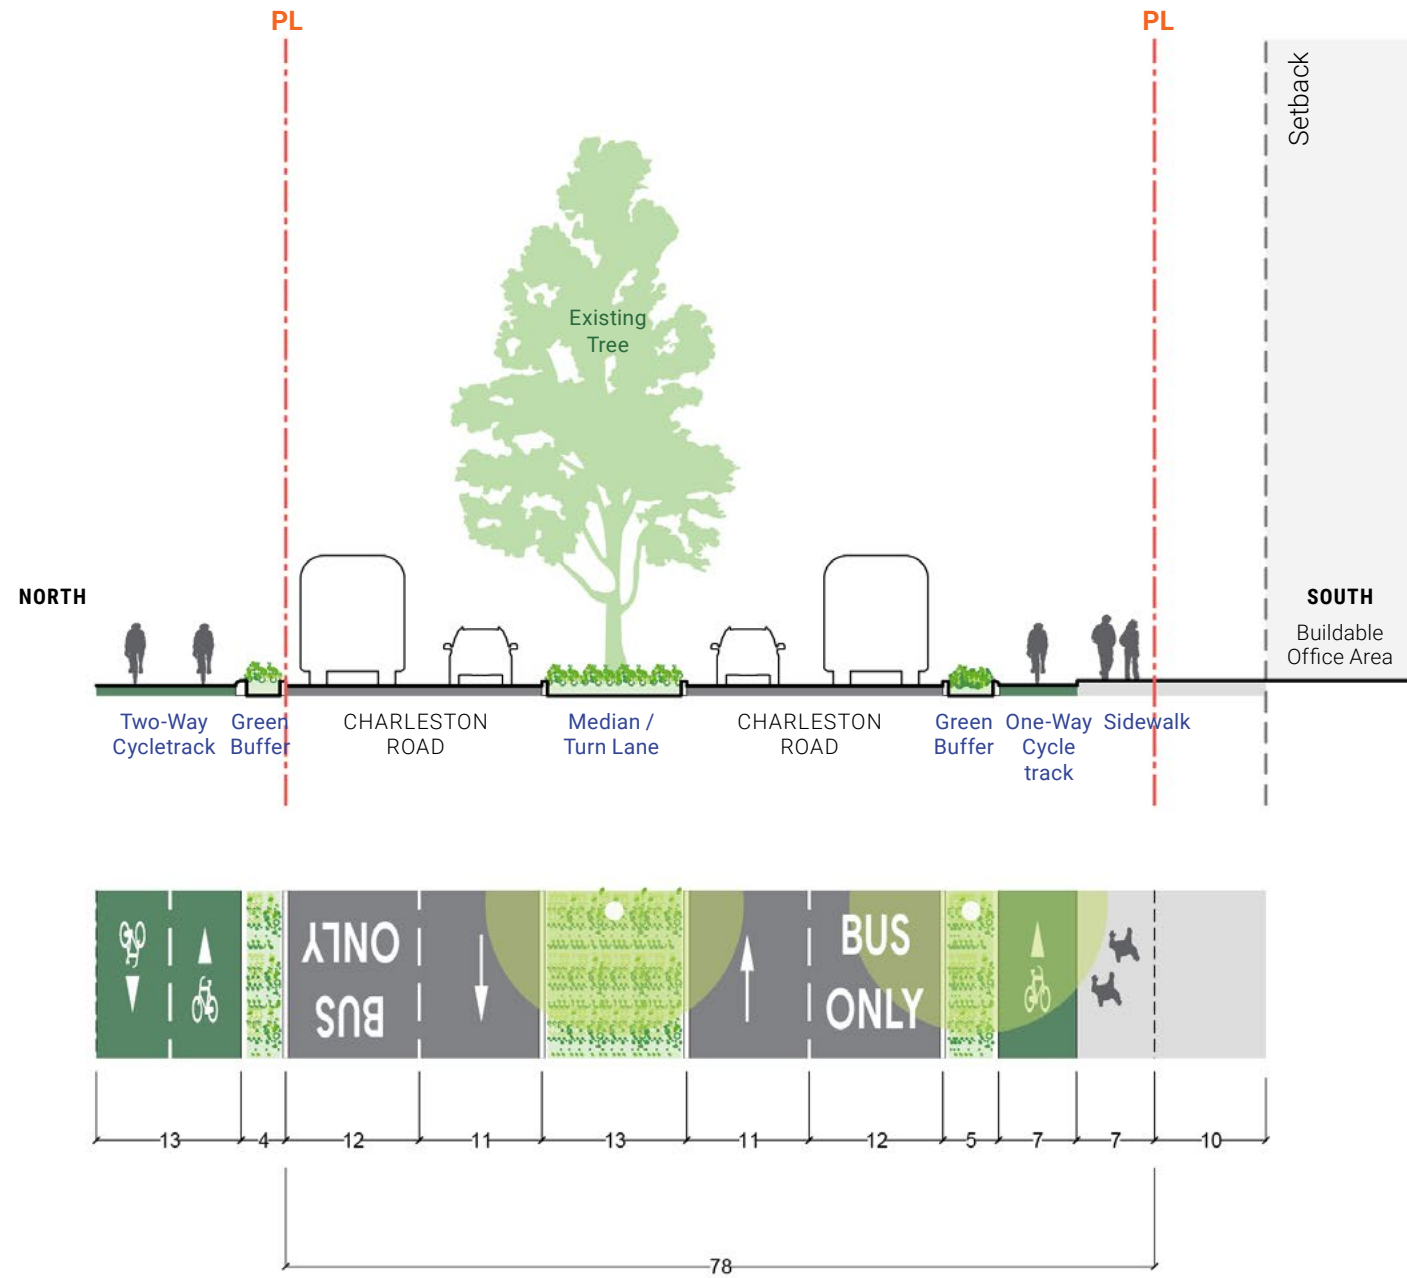 PL
PL
Setback
Existing
Tree
NORTH
SOUTH
Buildable
Office Area
Two-Way
Cycletrack
Green
Buffer
CHARLESTON
ROAD
Median /
Turn Lane
CHARLESTON
ROAD
Green
Buffer
One-Way
Cycle
track
Sidewalk
BUS
ONLY
BUS
ONLY
13
4
12
11
13
11
12
5
7
7
10
78